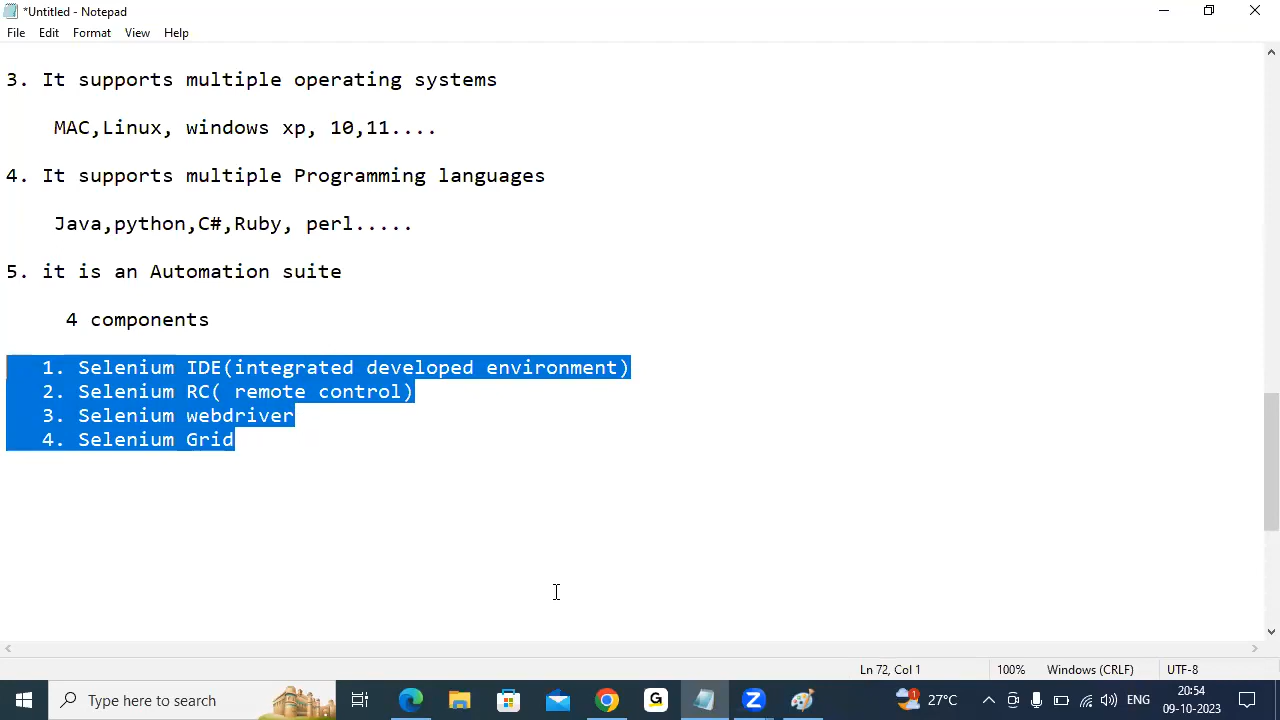 *Untitled - Notepad
File Edit Format View Help
3. It supports multiple operating systems
MAC,Linux, windows xp, 10,11....
4. It supports multiple Programming languages
Java,python,C#,Ruby, perl.....
5. it is an Automation suite
4 components
1. Selenium IDE(integrated developed environment)
2. Selenium RC( remote control)
3. Selenium webdriver
4. Selenium Grid
Ln 72, Col 1 100% Windows (CRLF) UTF-8
Type here to search 1 27°C ENG 20:54
09-10-2023